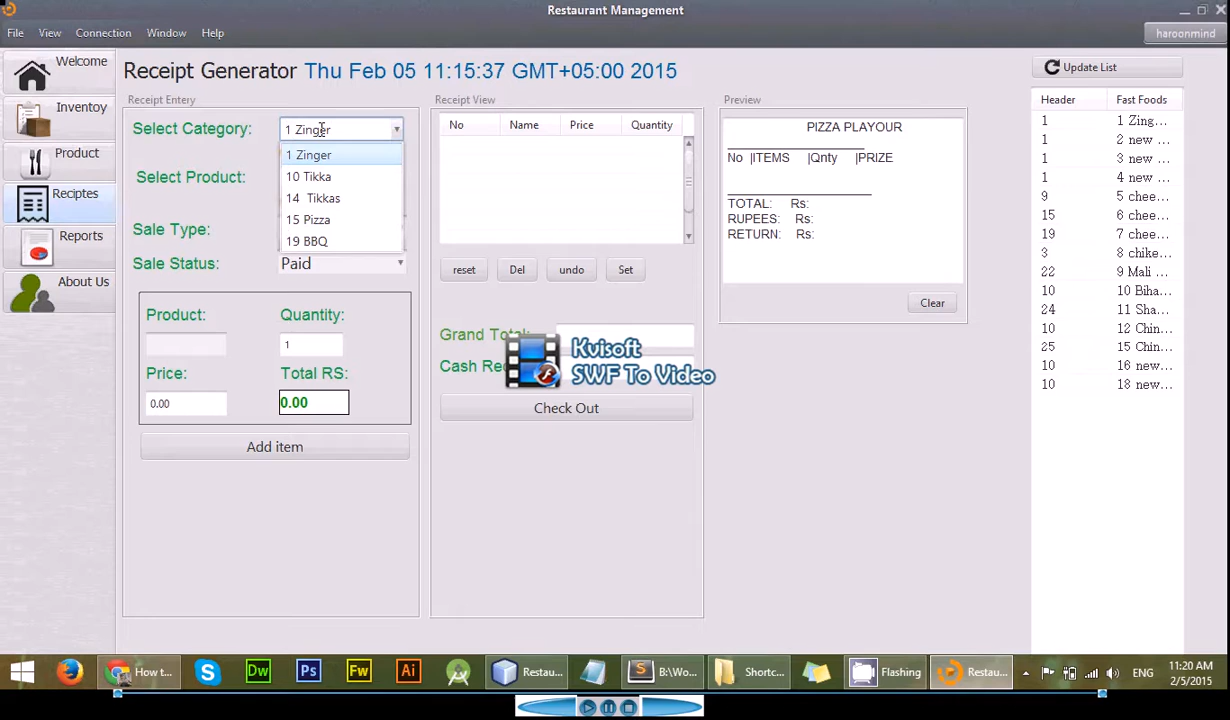 Restaurant Management
File View Connection Window Help
haroonmind
Welcome
Inventoy
Product
Reciptes
Reports
About Us
Receipt Generator Thu Feb 05 11:15:37 GMT+05:00 2015
Receipt Entery
Select Category:
1 Zinger
1 Zinger
10 Tikka
14 Tikkas
15 Pizza
19 BBQ
Select Product:
Sale Type:
Sale Status:
Paid
Product:
Quantity:
1
Price:
Total RS:
0.00
0.00
Add item
Receipt View
No Name Price Quantity
reset Del undo Set
Grand Total:
Cash Rec
Check Out
Kvisoft
SWF To Video
Preview
PIZZA PLAYOUR
No |ITEMS |Qnty |PRIZE
TOTAL: Rs:
RUPEES: Rs:
RETURN: Rs:
Clear
Update List
Header Fast Foods
1 1 Zing...
1 2 new ...
1 3 new ...
1 4 new ...
9 5 chee...
15 6 chee...
19 7 chee...
3 8 chike...
22 9 Mali ...
10 10 Biha...
24 11 Sha...
10 12 Chin...
25 15 Chin...
10 16 new...
10 18 new...
Dw Ps Fw Ai
How t...
Restau...
B:\Wo...
Shortc...
Flashing
Restau...
ENG
11:20 AM
2/5/2015